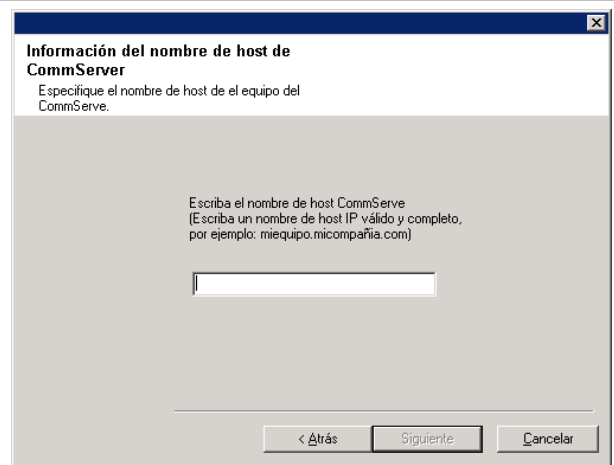 Información del nombre de host de
CommServer
Especifique el nombre de host de el equipo del
CommServe.
Escriba el nombre de host CommServe
(Escriba un nombre de host IP válido y completo,
por ejemplo: miequipo.micompañia.com)
< Atrás
Siguiente
Cancelar